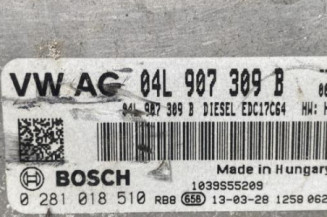 VW AG 04L 907 309 B
04L 907 309 B DIESEL EDC17C64 HW:
BOSCH
Made in Hungary
1039S55209
0 281 018 510 RB8 658 13-03-28 1258 062